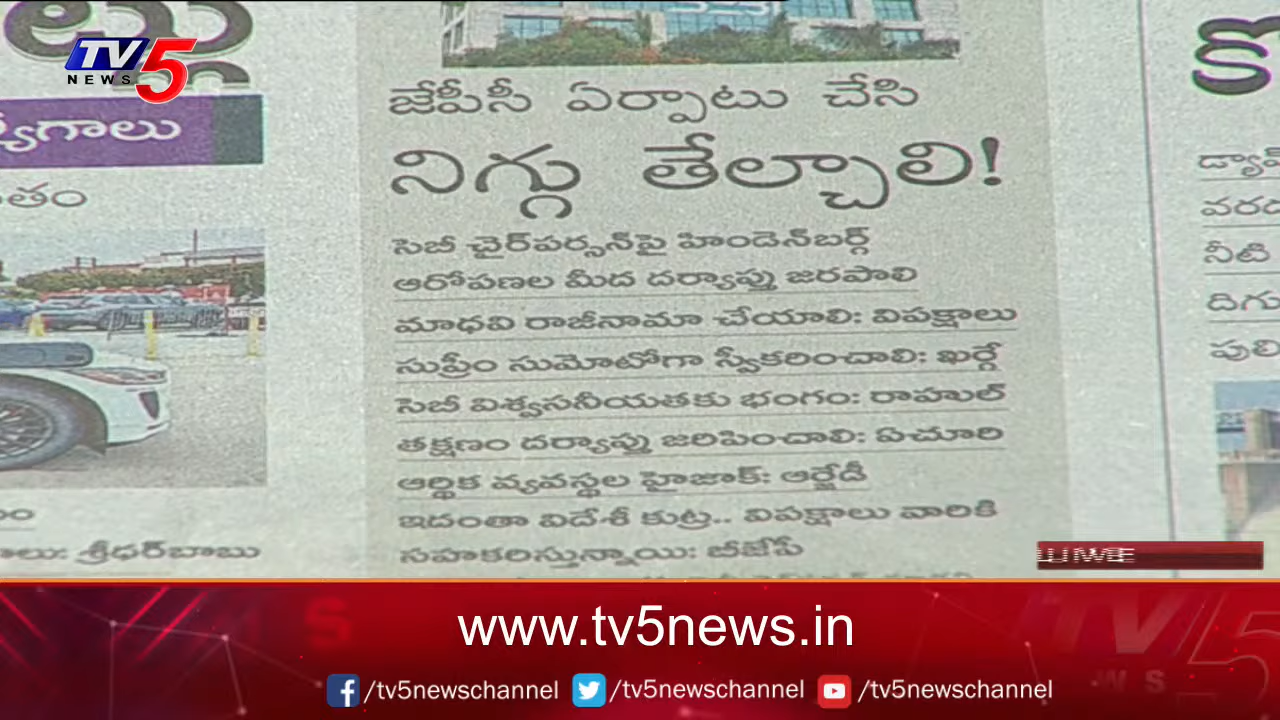 TV5
NEWS
జేపీసీ ఏర్పాటు చేసి
నిగ్గు తేల్చాలి!
సెబీ చైర్‌పర్సన్‌పై హిండెన్‌బర్గ్
ఆరోపణల మీద దర్యాప్తు జరపాలి
మాధవి రాజీనామా చేయాలి: విపక్షాలు
సుప్రీం సుమోటోగా స్వీకరించాలి: ఖర్గే
సెబీ విశ్వసనీయతకు భంగం: రాహుల్
తక్షణం దర్యాప్తు జరిపించాలి: ఏచూరి
ఆర్థిక వ్యవస్థల హైజాక్: ఆర్జేడీ
ఇదంతా విదేశీ కుట్ర.. విపక్షాలు వారికి
సహకరిస్తున్నాయి: బీజేపీ
శ్రీధర్‌బాబు
నీటి
www.tv5news.in
/tv5newschannel /tv5newschannel /tv5newschannel